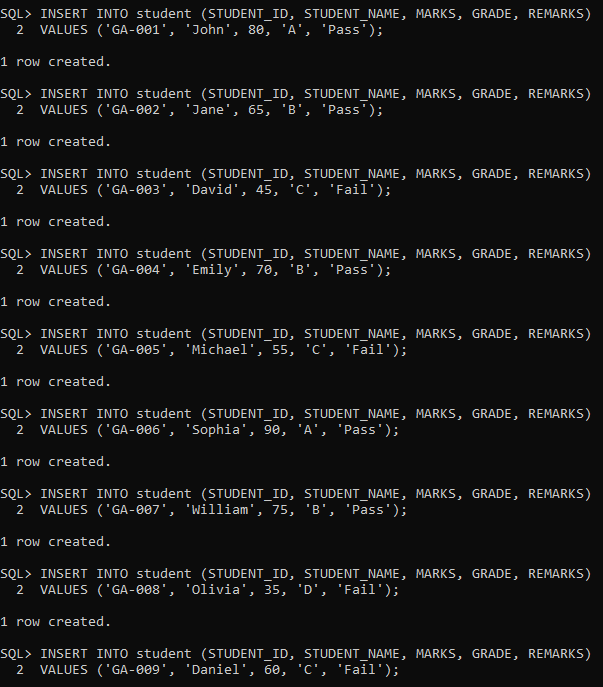 SQL> INSERT INTO student (STUDENT_ID, STUDENT_NAME, MARKS, GRADE, REMARKS)
  2  VALUES ('GA-001', 'John', 80, 'A', 'Pass');
1 row created.
SQL> INSERT INTO student (STUDENT_ID, STUDENT_NAME, MARKS, GRADE, REMARKS)
  2  VALUES ('GA-002', 'Jane', 65, 'B', 'Pass');
1 row created.
SQL> INSERT INTO student (STUDENT_ID, STUDENT_NAME, MARKS, GRADE, REMARKS)
  2  VALUES ('GA-003', 'David', 45, 'C', 'Fail');
1 row created.
SQL> INSERT INTO student (STUDENT_ID, STUDENT_NAME, MARKS, GRADE, REMARKS)
  2  VALUES ('GA-004', 'Emily', 70, 'B', 'Pass');
1 row created.
SQL> INSERT INTO student (STUDENT_ID, STUDENT_NAME, MARKS, GRADE, REMARKS)
  2  VALUES ('GA-005', 'Michael', 55, 'C', 'Fail');
1 row created.
SQL> INSERT INTO student (STUDENT_ID, STUDENT_NAME, MARKS, GRADE, REMARKS)
  2  VALUES ('GA-006', 'Sophia', 90, 'A', 'Pass');
1 row created.
SQL> INSERT INTO student (STUDENT_ID, STUDENT_NAME, MARKS, GRADE, REMARKS)
  2  VALUES ('GA-007', 'William', 75, 'B', 'Pass');
1 row created.
SQL> INSERT INTO student (STUDENT_ID, STUDENT_NAME, MARKS, GRADE, REMARKS)
  2  VALUES ('GA-008', 'Olivia', 35, 'D', 'Fail');
1 row created.
SQL> INSERT INTO student (STUDENT_ID, STUDENT_NAME, MARKS, GRADE, REMARKS)
  2  VALUES ('GA-009', 'Daniel', 60, 'C', 'Fail');